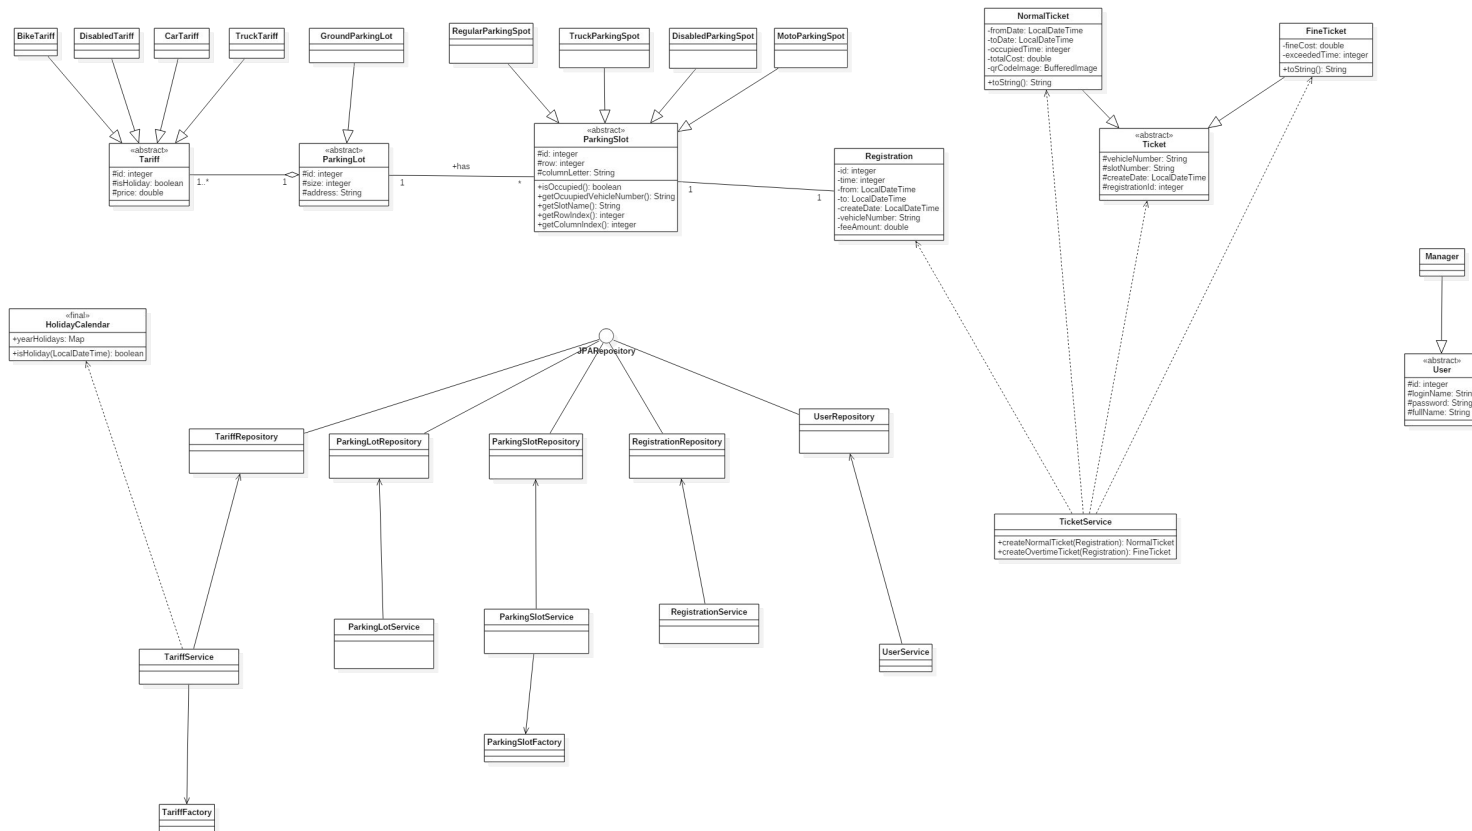 BikeTariff
DisabledTariff
CarTariff
TruckTariff
GroundParkingLot
RegularParkingSpot
TruckParkingSpot
DisabledParkingSpot
MotoParkingSpot
NormalTicket
-fromDate: LocalDateTime
-toDate: LocalDateTime
-occupiedTime: integer
-totalCost: double
-qrCodeImage: BufferedImage
+toString(): String
FineTicket
-fineCost: double
-exceededTime: integer
+toString(): String
«abstract»
Tariff
#id: integer
#isHoliday: boolean
#price: double
1..*
1
«abstract»
ParkingLot
#id: integer
#size: integer
#address: String
1
+has
*
«abstract»
ParkingSlot
#id: integer
#row: integer
#columnLetter: String
+isOccupied(): boolean
+getOcuupiedVehicleNumber(): String
+getSlotName(): String
+getRowIndex(): integer
+getColumnIndex(): integer
1
1
Registration
-id: integer
-time: integer
-from: LocalDateTime
-to: LocalDateTime
-createDate: LocalDateTime
-vehicleNumber: String
-feeAmount: double
«abstract»
Ticket
#vehicleNumber: String
#slotNumber: String
#createDate: LocalDateTime
#registrationId: integer
Manager
«abstract»
User
#id: integer
#loginName: Strin
#password: String
#fullName: String
«final»
HolidayCalendar
+yearHolidays: Map
+isHoliday(LocalDateTime): boolean
JPARepository
TariffRepository
ParkingLotRepository
ParkingSlotRepository
RegistrationRepository
UserRepository
TicketService
+createNormalTicket(Registration): NormalTicket
+createOvertimeTicket(Registration): FineTicket
TariffService
ParkingLotService
ParkingSlotService
RegistrationService
UserService
ParkingSlotFactory
TariffFactory